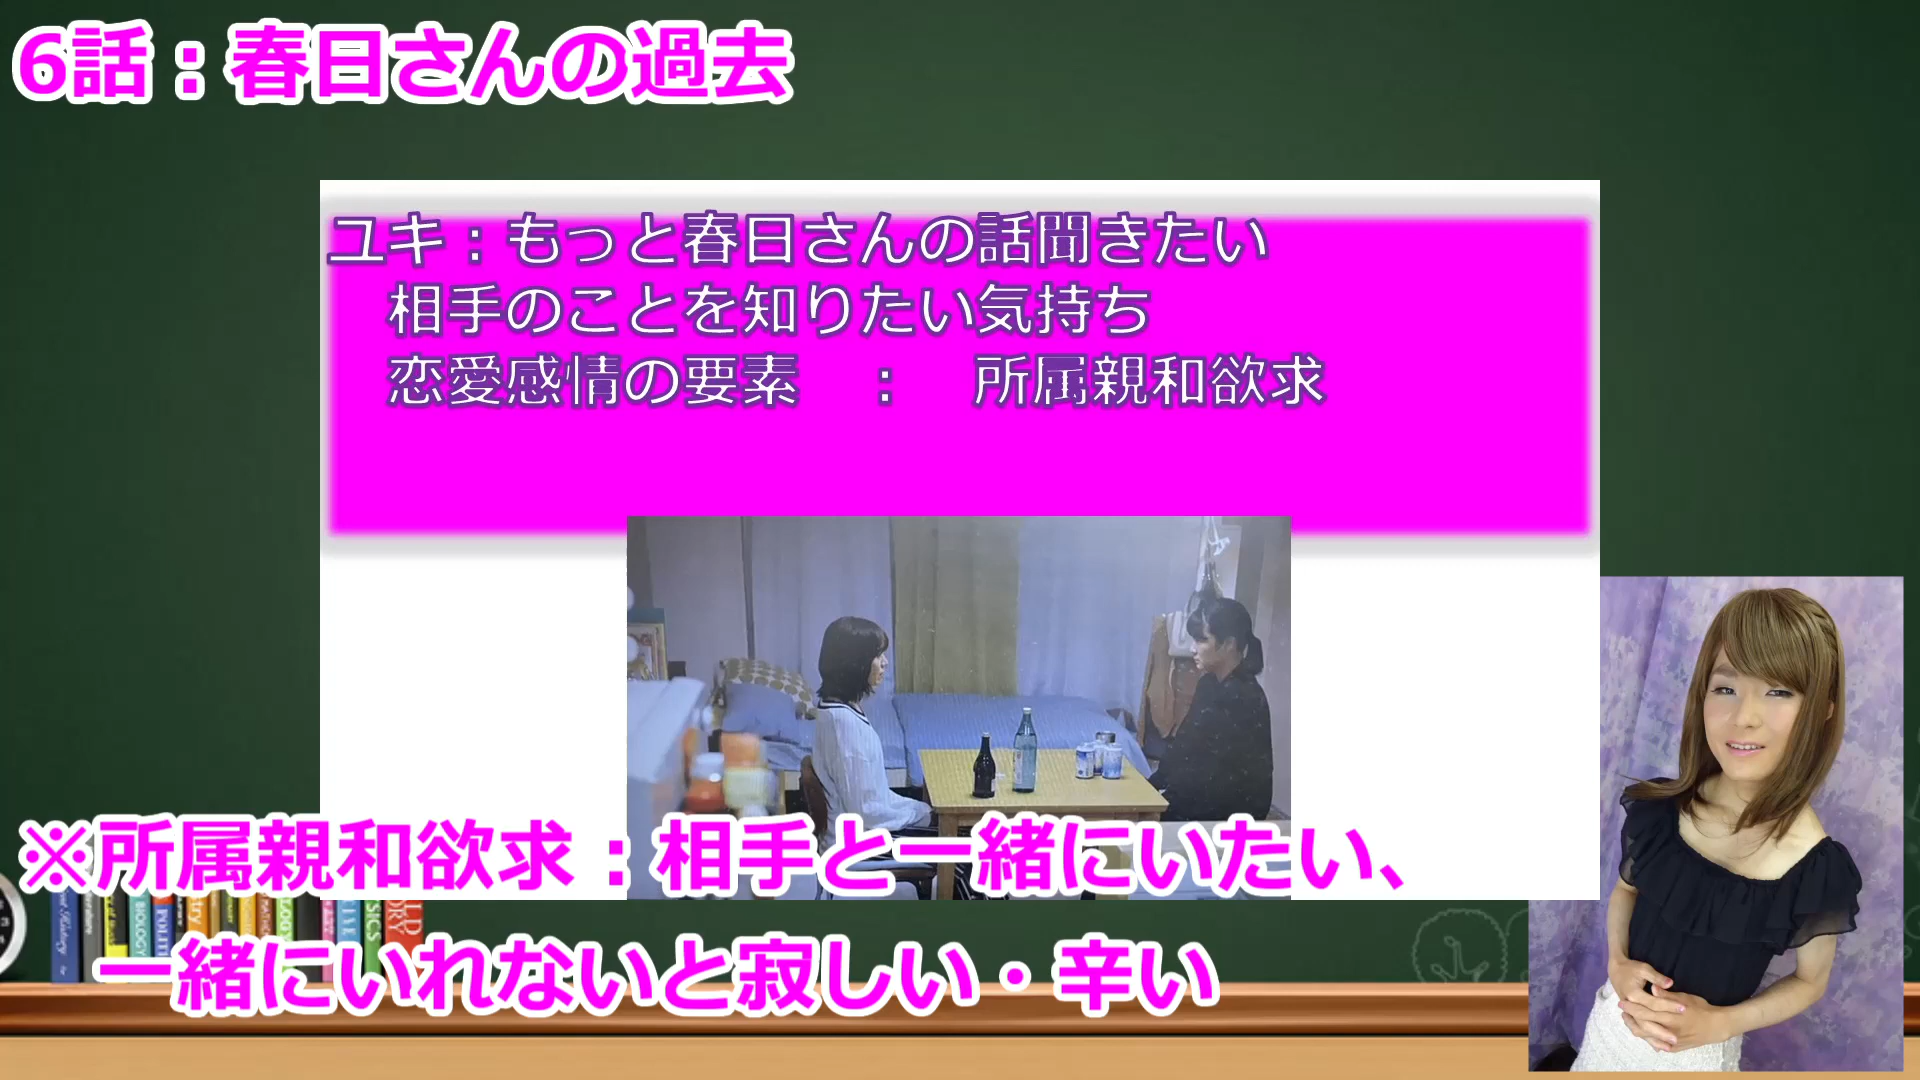 6話：春日さんの過去
ユキ：もっと春日さんの話聞きたい
相手のことを知りたい気持ち
恋愛感情の要素　：　所属親和欲求
※所属親和欲求：相手と一緒にいたい、
一緒にいれないと寂しい・辛い
BIOLOGY